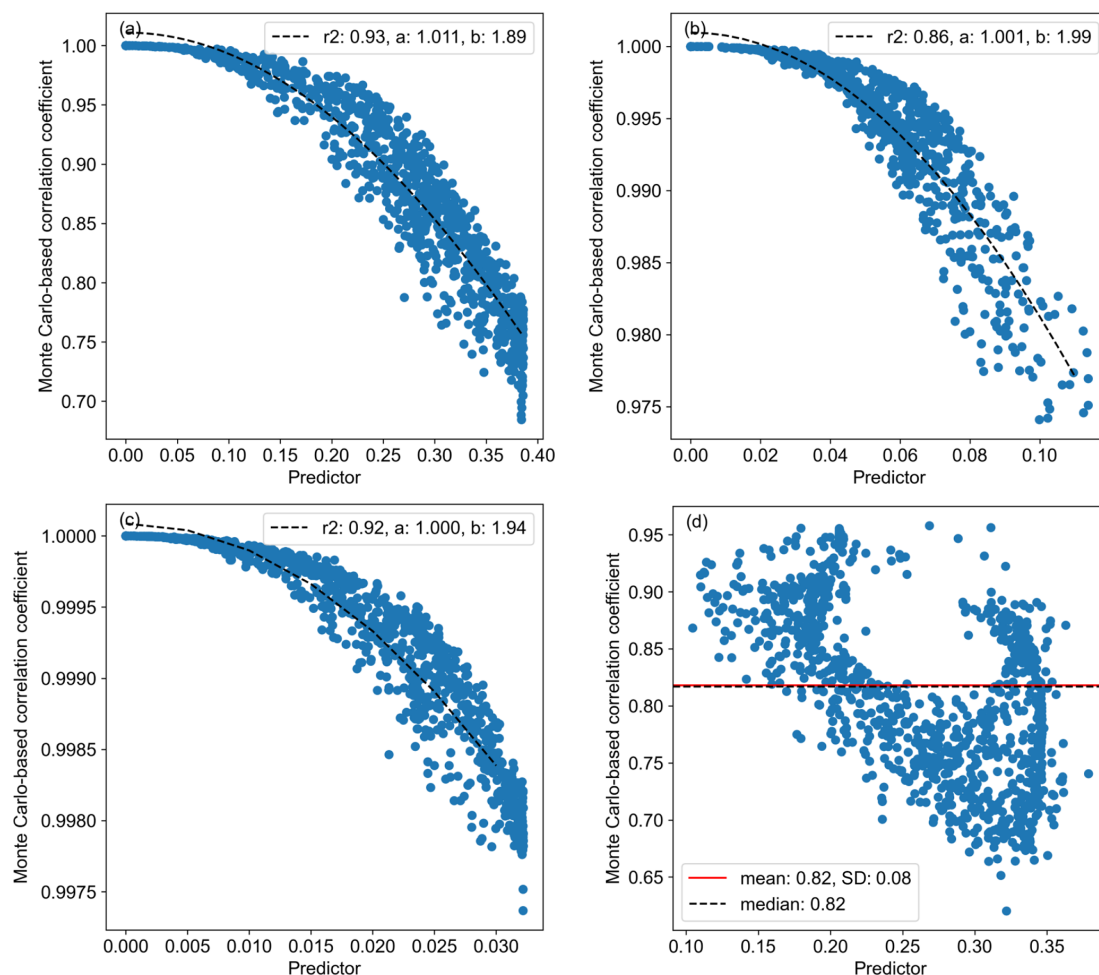 (a)
r2: 0.93, a: 1.011, b: 1.89
1.00
0.95
0.90
0.85
0.80
0.75
0.70
Monte Carlo-based correlation coefficient
0.00 0.05 0.10 0.15 0.20 0.25 0.30 0.35 0.40
Predictor
(b)
r2: 0.86, a: 1.001, b: 1.99
1.000
0.995
0.990
0.985
0.980
0.975
Monte Carlo-based correlation coefficient
0.00 0.02 0.04 0.06 0.08 0.10
Predictor
(c)
r2: 0.92, a: 1.000, b: 1.94
1.0000
0.9995
0.9990
0.9985
0.9980
0.9975
Monte Carlo-based correlation coefficient
0.000 0.005 0.010 0.015 0.020 0.025 0.030
Predictor
(d)
0.95
0.90
0.85
0.80
0.75
0.70
0.65
Monte Carlo-based correlation coefficient
mean: 0.82, SD: 0.08
median: 0.82
0.10 0.15 0.20 0.25 0.30 0.35
Predictor